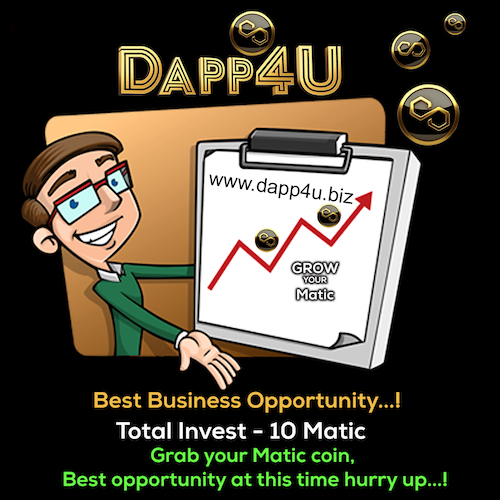 DAPP4U
www.dapp4u.biz
GROW
YOUR
Matic
Best Business Opportunity...!
Total Invest - 10 Matic
Grab your Matic coin,
Best opportunity at this time hurry up...!